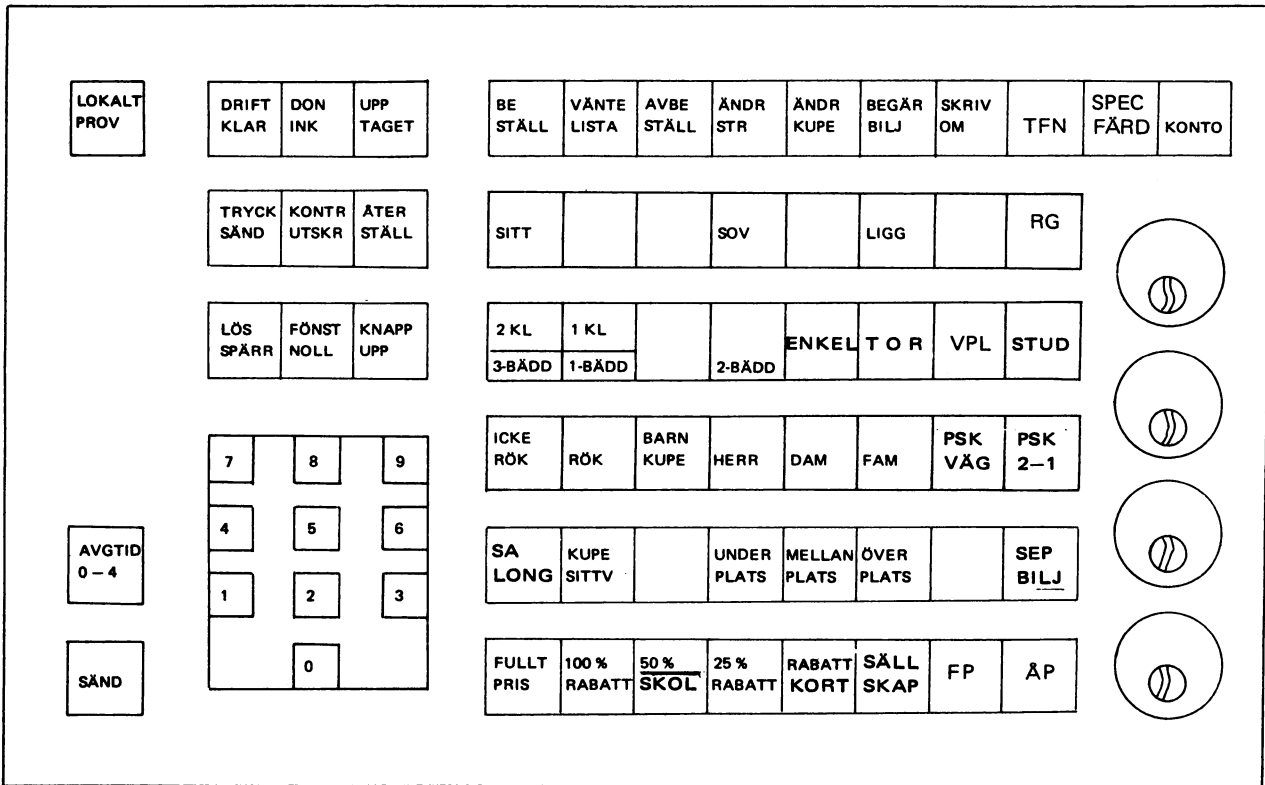 LOKALT
PROV
DRIFT
KLAR
DON
INK
UPP
TAGET
BE
STÄLL
VÄNTE
LISTA
AVBE
STÄLL
ÄNDR
STR
ÄNDR
KUPE
BEGÄR
BILJ
SKRIV
OM
TFN
SPEC
FÄRD
KONTO
TRYCK
SÄND
KONTR
UTSKR
ÅTER
STÄLL
SITT
SOV
LIGG
RG
LÖS
SPÄRR
FÖNST
NOLL
KNAPP
UPP
2 KL
3-BÄDD
1 KL
1-BÄDD
2-BÄDD
ENKEL
T O R
VPL
STUD
7
8
9
4
5
6
1
2
3
0
ICKE
RÖK
RÖK
BARN
KUPE
HERR
DAM
FAM
PSK
VÄG
PSK
2–1
AVGTID
0 – 4
SA
LONG
KUPE
SITTV
UNDER
PLATS
MELLAN
PLATS
ÖVER
PLATS
SEP
BILJ
SÄND
FULLT
PRIS
100 %
RABATT
50 %
SKOL
25 %
RABATT
RABATT
KORT
SÄLL
SKAP
FP
ÅP